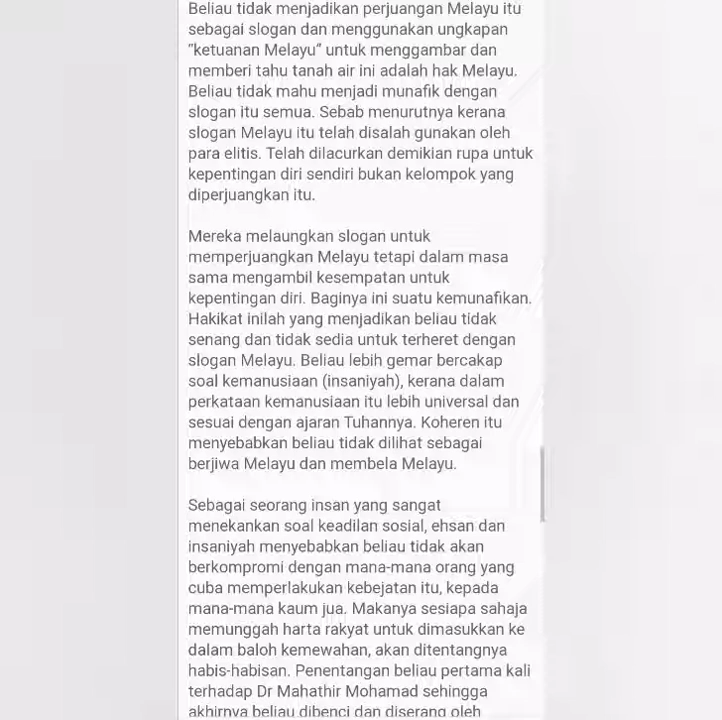 Beliau tidak menjadikan perjuangan Melayu itu
sebagai slogan dan menggunakan ungkapan
"ketuanan Melayu" untuk menggambar dan
memberi tahu tanah air ini adalah hak Melayu.
Beliau tidak mahu menjadi munafik dengan
slogan itu semua. Sebab menurutnya kerana
slogan Melayu itu telah disalah gunakan oleh
para elitis. Telah dilacurkan demikian rupa untuk
kepentingan diri sendiri bukan kelompok yang
diperjuangkan itu.
Mereka melaungkan slogan untuk
memperjuangkan Melayu tetapi dalam masa
sama mengambil kesempatan untuk
kepentingan diri. Baginya ini suatu kemunafikan.
Hakikat inilah yang menjadikan beliau tidak
senang dan tidak sedia untuk terheret dengan
slogan Melayu. Beliau lebih gemar bercakap
soal kemanusiaan (insaniyah), kerana dalam
perkataan kemanusiaan itu lebih universal dan
sesuai dengan ajaran Tuhannya. Koheren itu
menyebabkan beliau tidak dilihat sebagai
berjiwa Melayu dan membela Melayu.
Sebagai seorang insan yang sangat
menekankan soal keadilan sosial, ehsan dan
insaniyah menyebabkan beliau tidak akan
berkompromi dengan mana-mana orang yang
cuba memperlakukan kebejatan itu, kepada
mana-mana kaum jua. Makanya sesiapa sahaja
memunggah harta rakyat untuk dimasukkan ke
dalam baloh kemewahan, akan ditentangnya
habis-habisan. Penentangan beliau pertama kali
terhadap Dr Mahathir Mohamad sehingga
akhirnya beliau dibenci dan diserang oleh